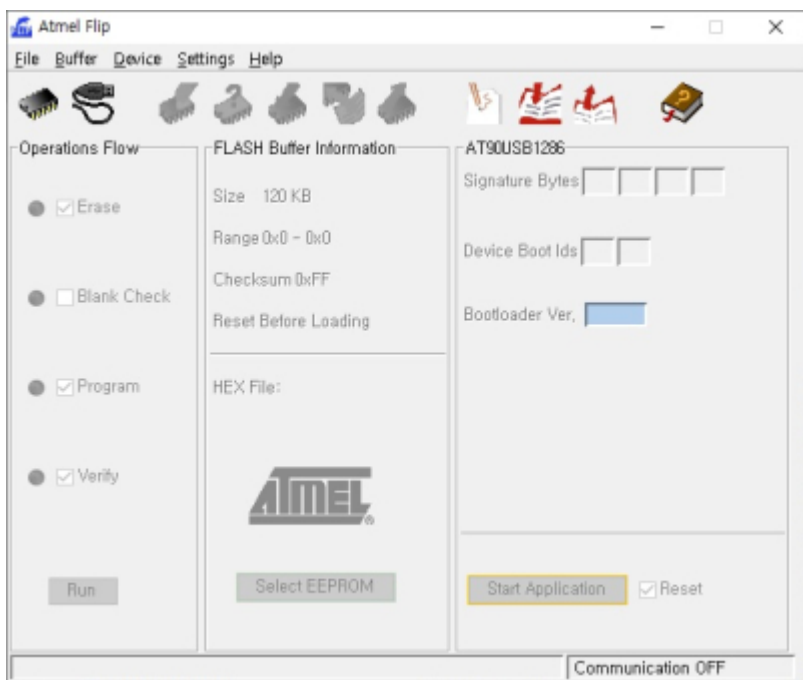 Atmel Flip
File Buffer Device Settings Help
Operations Flow
Erase
Blank Check
Program
Verify
Run
FLASH Buffer Information
Size 120 KB
Range 0x0 - 0x0
Checksum 0xFF
Reset Before Loading
HEX File:
ATMEL
®
Select EEPROM
AT90USB1286
Signature Bytes
Device Boot Ids
Bootloader Ver,
Start Application
Reset
Communication OFF